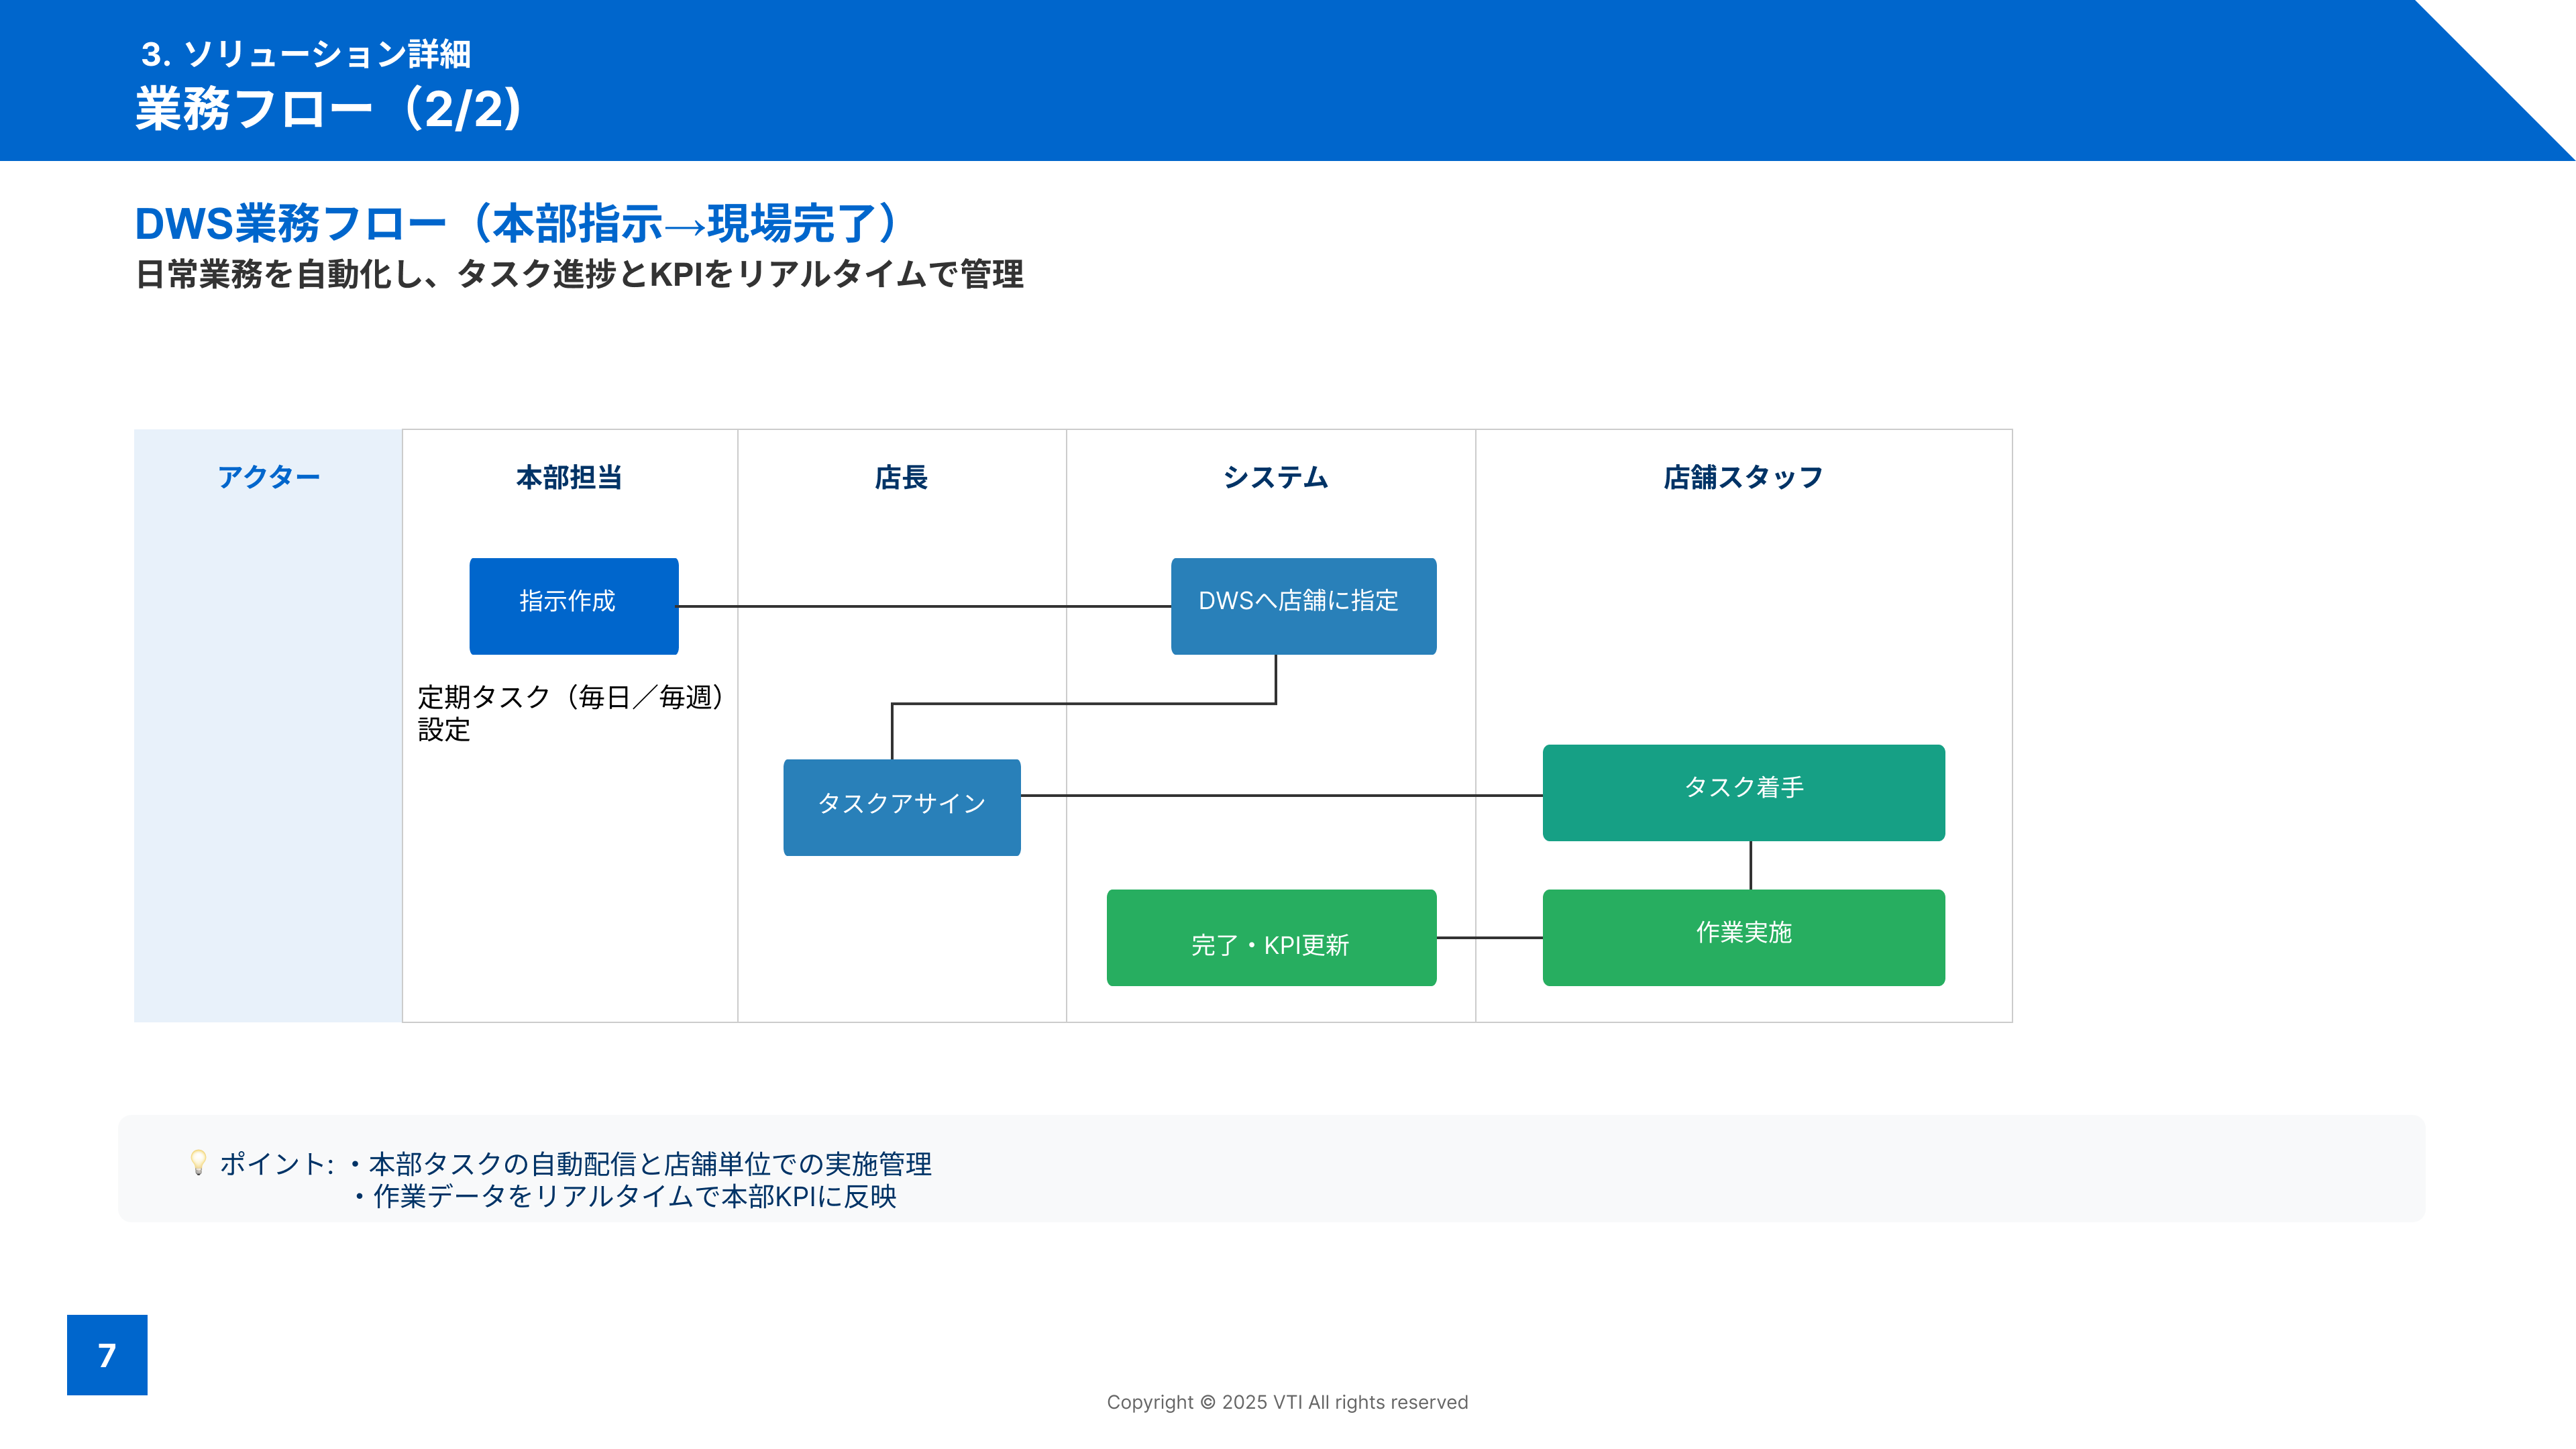 3. ソリューション詳細
業務フロー（2/2)
DWS業務フロー（本部指示→現場完了）
日常業務を自動化し、タスク進捗とKPIをリアルタイムで管理
アクター
本部担当
店長
システム
店舗スタッフ
指示作成
DWSへ店舗に指定
定期タスク（毎日／毎週）
設定
タスクアサイン
タスク着手
完了・KPI更新
作業実施
💡 ポイント: ・本部タスクの自動配信と店舗単位での実施管理
・作業データをリアルタイムで本部KPIに反映
7
Copyright © 2025 VTI All rights reserved